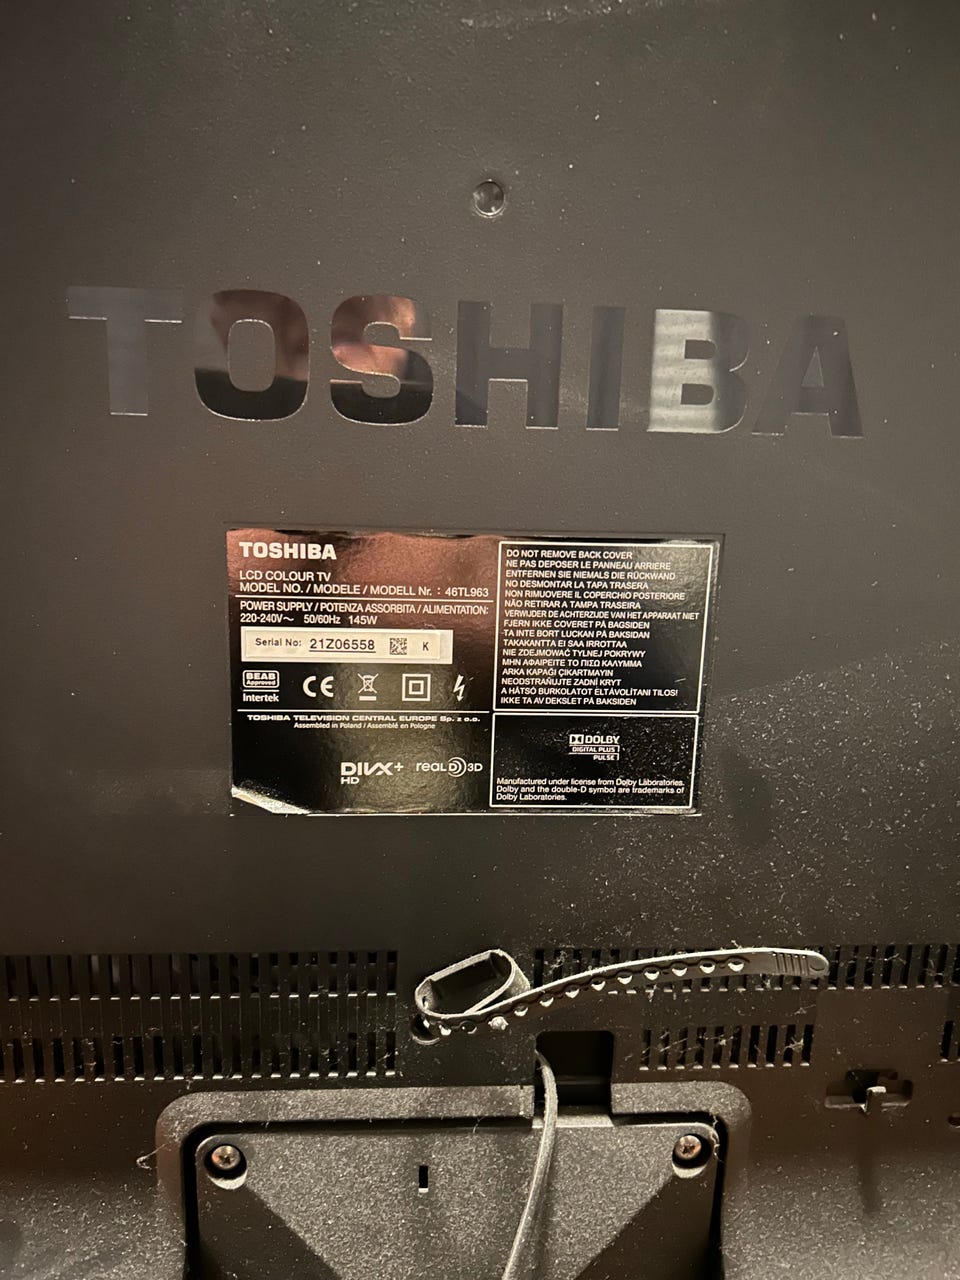 TOSHIBA
TOSHIBA
LCD COLOUR TV
MODEL NO. / MODELE / MODELL Nr. : 46TL963
POWER SUPPLY / POTENZA ASSORBITA / ALIMENTATION:
220-240V～ 50/60Hz 145W
Serial No: 21Z06558 K
BEAB
Approved
Intertek
CE
TOSHIBA TELEVISION CENTRAL EUROPE Sp. z o.o.
Assembled in Poland / Assemblé en Pologne
DIVX+
HD
REAL D 3D
DO NOT REMOVE BACK COVER
NE PAS DEPOSER LE PANNEAU ARRIERE
ENTFERNEN SIE NIEMALS DIE RÜCKWAND
NO DESMONTAR LA TAPA TRASERA
NON RIMUOVERE IL COPERCHIO POSTERIORE
NÃO RETIRAR A TAMPA TRASEIRA
VERWIJDER DE ACHTERZIJDE VAN HET APPARAAT NIET
FJERN IKKE COVERET PÅ BAGSIDEN
TA INTE BORT LUCKAN PÅ BAKSIDAN
TAKAKANTTA EI SAA IRROTTAA
NIE ZDEJMOWAĆ TYLNEJ POKRYWY
ΜΗΝ ΑΦΑΙΡΕΙΤΕ ΤΟ ΠΙΣΩ ΚΑΛΥΜΜΑ
ARKA KAPAĞI ÇIKARTMAYIN
NEODSTRAŇUJTE ZADNÍ KRYT
A HÁTSÓ BURKOLATOT ELTÁVOLÍTANI TILOS!
IKKE TA AV DEKSLET PÅ BAKSIDEN
DOLBY
DIGITAL PLUS
PULSE
Manufactured under license from Dolby Laboratories.
Dolby and the double-D symbol are trademarks of
Dolby Laboratories.